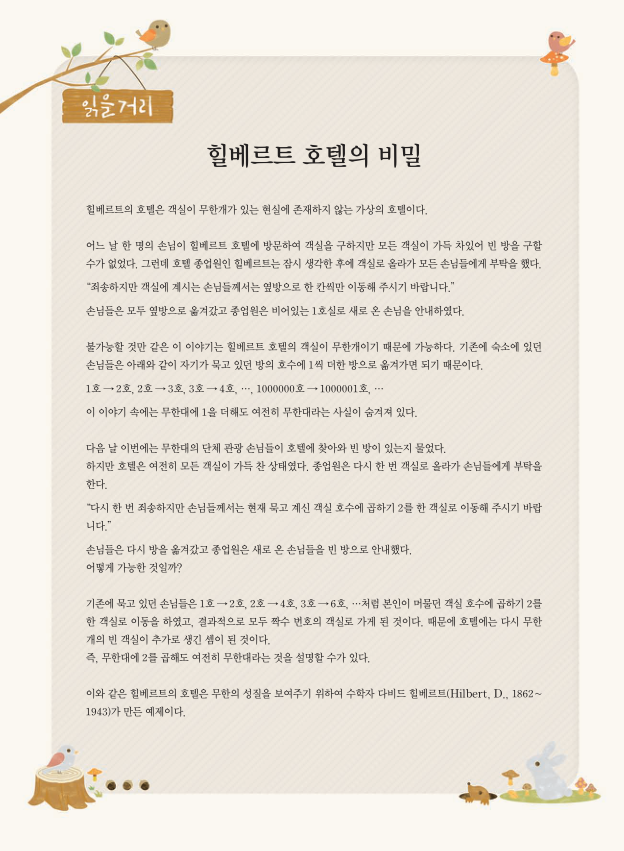 읽을거리
힐베르트 호텔의 비밀
힐베르트의 호텔은 객실이 무한개가 있는 현실에 존재하지 않는 가상의 호텔이다.
어느 날 한 명의 손님이 힐베르트 호텔에 방문하여 객실을 구하지만 모든 객실이 가득 차있어 빈 방을 구할
수가 없었다. 그런데 호텔 종업원인 힐베르트는 잠시 생각한 후에 객실로 올라가 모든 손님들에게 부탁을 했다.
“죄송하지만 객실에 계시는 손님들께서는 옆방으로 한 칸씩만 이동해 주시기 바랍니다.”
손님들은 모두 옆방으로 옮겨갔고 종업원은 비어있는 1호실로 새로 온 손님을 안내하였다.
불가능할 것만 같은 이 이야기는 힐베르트 호텔의 객실이 무한개이기 때문에 가능하다. 기존에 숙소에 있던
손님들은 아래와 같이 자기가 묵고 있던 방의 호수에 1씩 더한 방으로 옮겨가면 되기 때문이다.
1호 → 2호, 2호 → 3호, 3호 → 4호, …, 1000000호 → 1000001호, …
이 이야기 속에는 무한대에 1을 더해도 여전히 무한대라는 사실이 숨겨져 있다.
다음 날 이번에는 무한대의 단체 관광 손님들이 호텔에 찾아와 빈 방이 있는지 물었다.
하지만 호텔은 여전히 모든 객실이 가득 찬 상태였다. 종업원은 다시 한 번 객실로 올라가 손님들에게 부탁을
한다.
“다시 한 번 죄송하지만 손님들께서는 현재 묵고 계신 객실 호수에 곱하기 2를 한 객실로 이동해 주시기 바랍
니다.”
손님들은 다시 방을 옮겨갔고 종업원은 새로 온 손님들을 빈 방으로 안내했다.
어떻게 가능한 것일까?
기존에 묵고 있던 손님들은 1호 → 2호, 2호 → 4호, 3호 → 6호, …처럼 본인이 머물던 객실 호수에 곱하기 2를
한 객실로 이동을 하였고, 결과적으로 모두 짝수 번호의 객실로 가게 된 것이다. 때문에 호텔에는 다시 무한
개의 빈 객실이 추가로 생긴 셈이 된 것이다.
즉, 무한대에 2를 곱해도 여전히 무한대라는 것을 설명할 수가 있다.
이와 같은 힐베르트의 호텔은 무한의 성질을 보여주기 위하여 수학자 다비드 힐베르트(Hilbert, D., 1862~
1943)가 만든 예제이다.